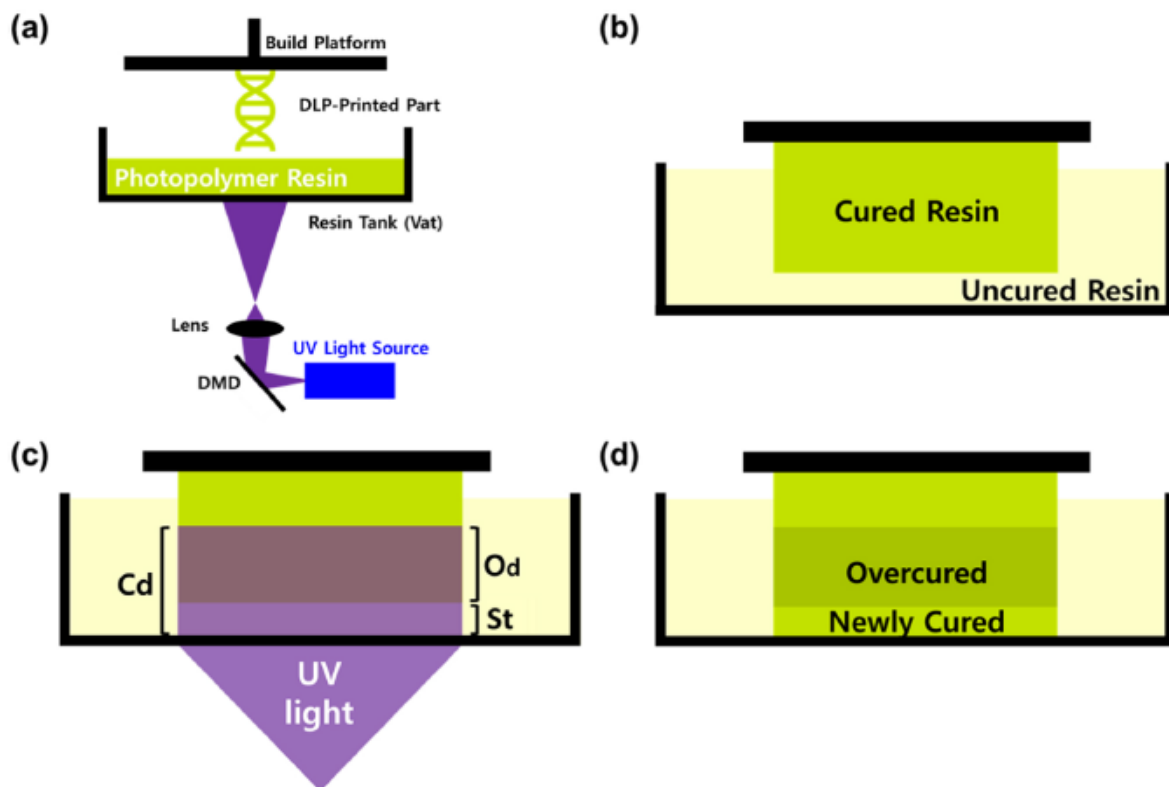 (a)
Build Platform
DLP-Printed Part
Photopolymer Resin
Resin Tank (Vat)
Lens
UV Light Source
DMD
(b)
Cured Resin
Uncured Resin
(c)
Cd
Od
St
UV
light
(d)
Overcured
Newly Cured